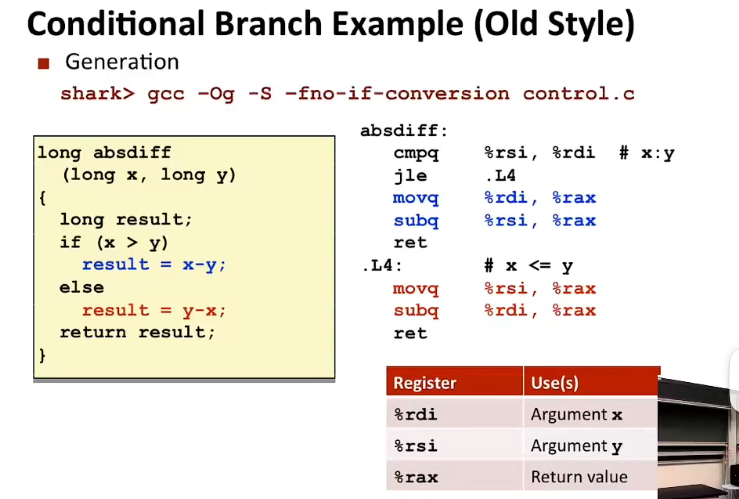 Conditional Branch Example (Old Style)
Generation
shark> gcc –Og -S –fno-if-conversion control.c
long absdiff
(long x, long y)
{
long result;
if (x > y)
result = x-y;
else
result = y-x;
return result;
}
absdiff:
cmpq %rsi, %rdi # x:y
jle .L4
movq %rdi, %rax
subq %rsi, %rax
ret
.L4: # x <= y
movq %rsi, %rax
subq %rdi, %rax
ret
Register Use(s)
%rdi Argument x
%rsi Argument y
%rax Return value